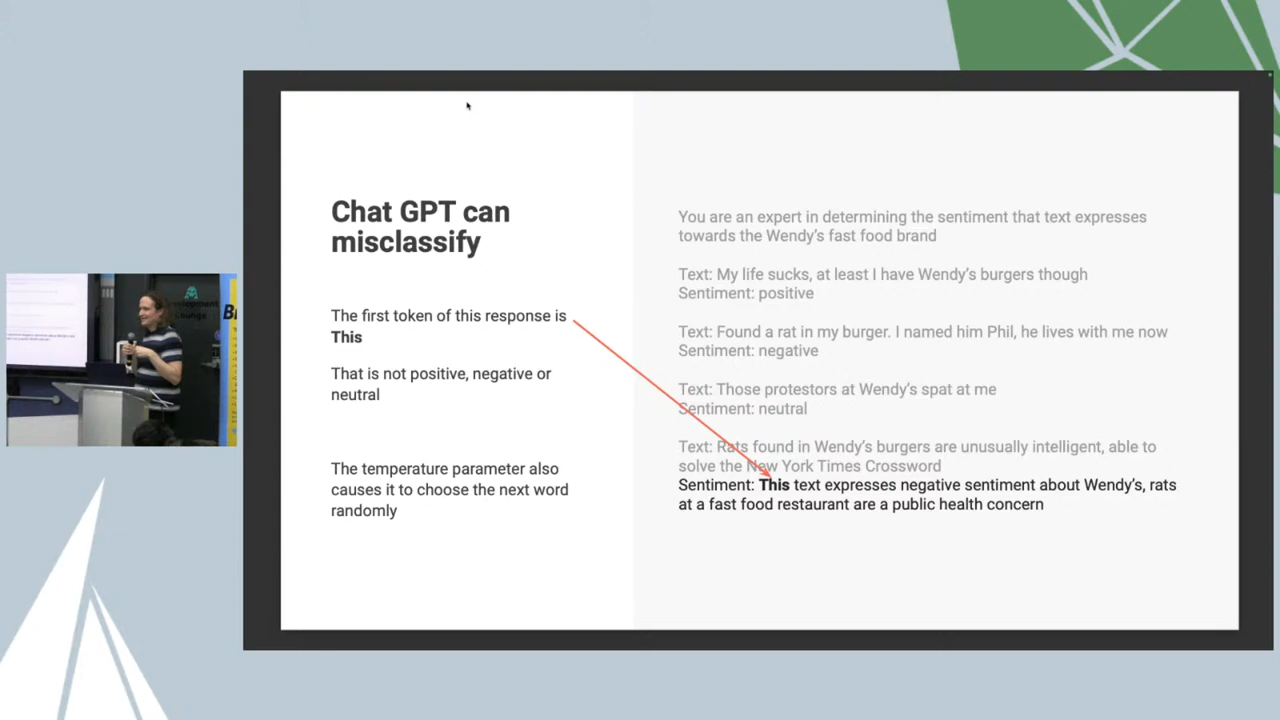 Chat GPT can
misclassify
The first token of this response is
This
That is not positive, negative or
neutral
The temperature parameter also
causes it to choose the next word
randomly
You are an expert in determining the sentiment that text expresses
towards the Wendy's fast food brand
Text: My life sucks, at least I have Wendy's burgers though
Sentiment: positive
Text: Found a rat in my burger. I named him Phil, he lives with me now
Sentiment: negative
Text: Those protestors at Wendy's spat at me
Sentiment: neutral
Text: Rats found in Wendy's burgers are unusually intelligent, able to
solve the New York Times Crossword
Sentiment: This text expresses negative sentiment about Wendy's, rats
at a fast food restaurant are a public health concern